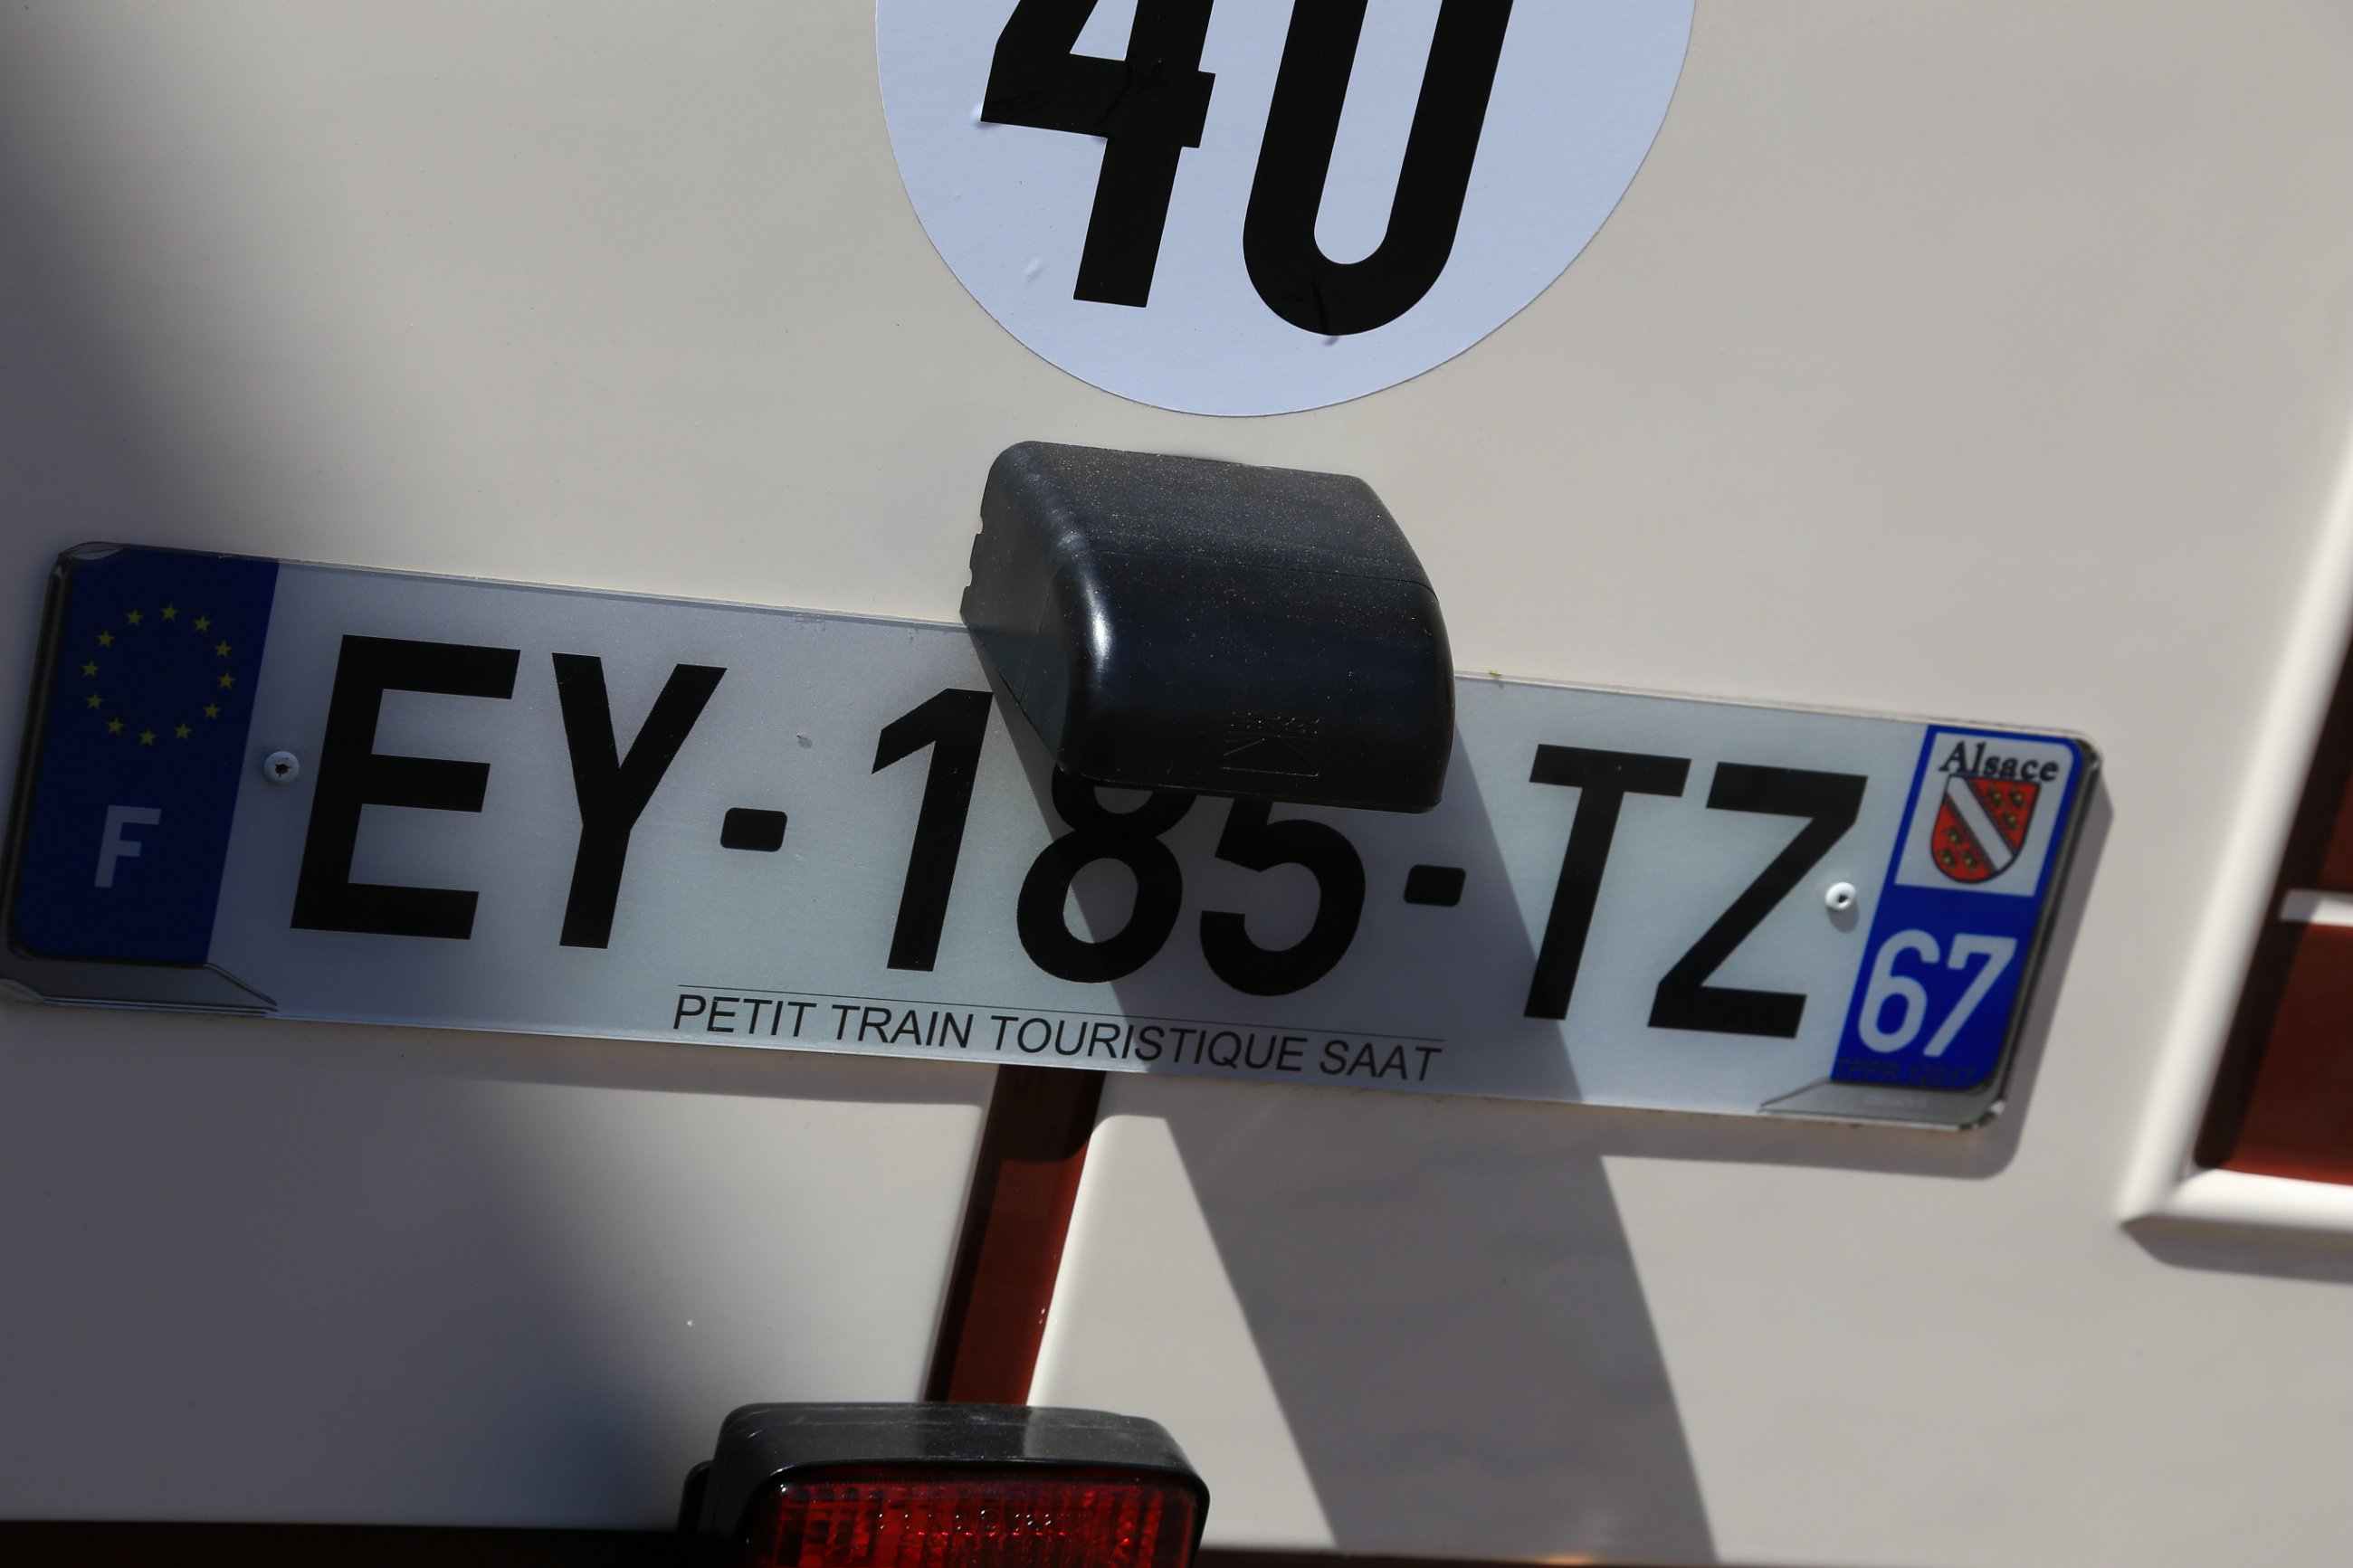 40
EY-185-TZ
F
Alsace
67
PETIT TRAIN TOURISTIQUE SAAT